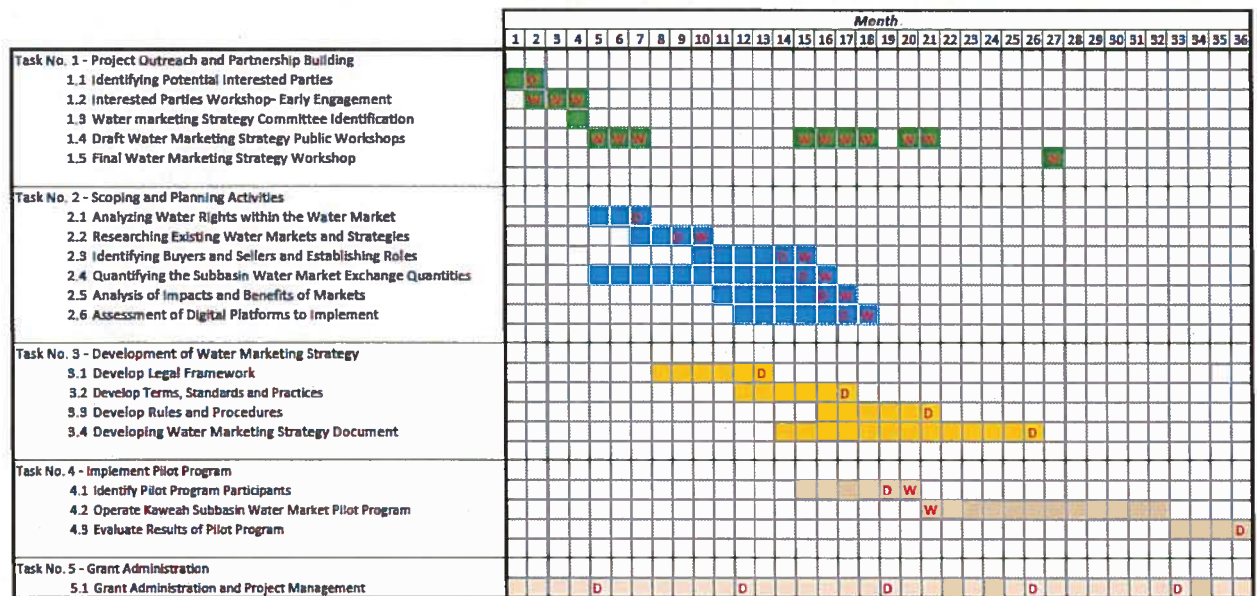 Month
1 2 3 4 5 6 7 8 9 10 11 12 13 14 15 16 17 18 19 20 21 22 23 24 25 26 27 28 29 30 31 32 33 34 35 36
Task No. 1 - Project Outreach and Partnership Building
1.1 Identifying Potential Interested Parties D
1.2 Interested Parties Workshop- Early Engagement W W W
1.3 Water marketing Strategy Committee Identification
1.4 Draft Water Marketing Strategy Public Workshops W W W W W W W W W
1.5 Final Water Marketing Strategy Workshop W
Task No. 2 - Scoping and Planning Activities
2.1 Analyzing Water Rights within the Water Market D
2.2 Researching Existing Water Markets and Strategies D W
2.3 Identifying Buyers and Sellers and Establishing Roles D W
2.4 Quantifying the Subbasin Water Market Exchange Quantities D W
2.5 Analysis of Impacts and Benefits of Markets D W
2.6 Assessment of Digital Platforms to Implement D W
Task No. 3 - Development of Water Marketing Strategy
3.1 Develop Legal Framework D
3.2 Develop Terms, Standards and Practices D
3.3 Develop Rules and Procedures D
3.4 Developing Water Marketing Strategy Document D
Task No. 4 - Implement Pilot Program
4.1 Identify Pilot Program Participants D W
4.2 Operate Kaweah Subbasin Water Market Pilot Program W
4.3 Evaluate Results of Pilot Program D
Task No. 5 - Grant Administration
5.1 Grant Administration and Project Management D D D D D